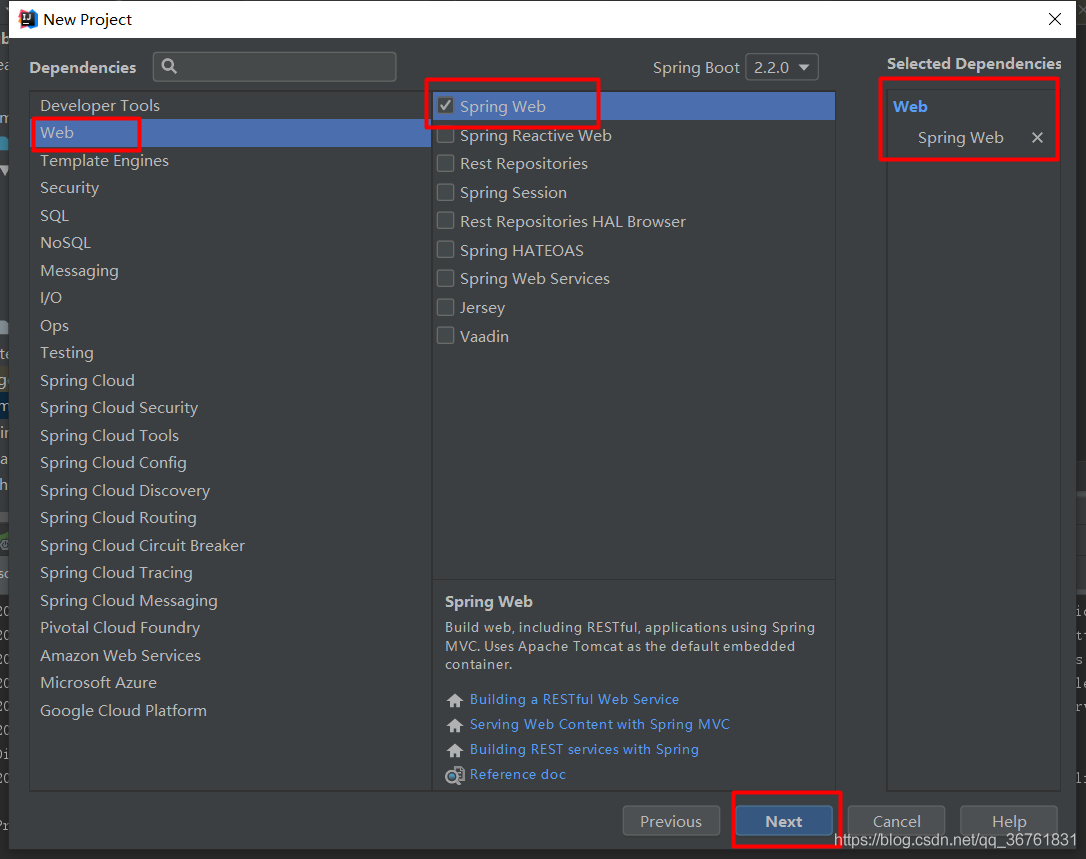 New Project
Dependencies
Spring Boot 2.2.0
Selected Dependencies
Developer Tools
Web
Template Engines
Security
SQL
NoSQL
Messaging
I/O
Ops
Testing
Spring Cloud
Spring Cloud Security
Spring Cloud Tools
Spring Cloud Config
Spring Cloud Discovery
Spring Cloud Routing
Spring Cloud Circuit Breaker
Spring Cloud Tracing
Spring Cloud Messaging
Pivotal Cloud Foundry
Amazon Web Services
Microsoft Azure
Google Cloud Platform
Spring Web
Spring Reactive Web
Rest Repositories
Spring Session
Rest Repositories HAL Browser
Spring HATEOAS
Spring Web Services
Jersey
Vaadin
Spring Web
Build web, including RESTful, applications using Spring
MVC. Uses Apache Tomcat as the default embedded
container.
Building a RESTful Web Service
Serving Web Content with Spring MVC
Building REST services with Spring
Reference doc
Web
Spring Web
Previous
Next
Cancel
Help
https://blog.csdn.net/qq_36761831